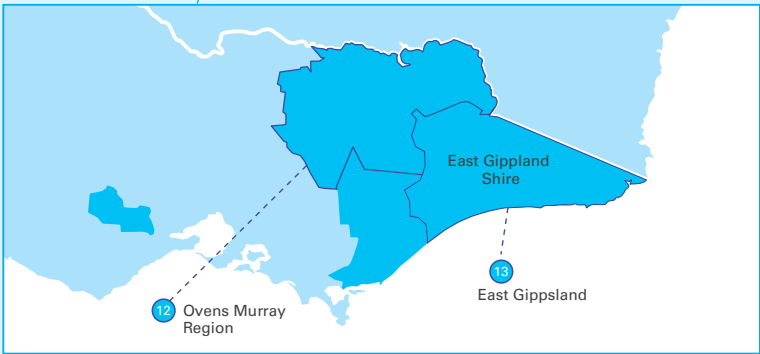 East Gippland
Shire
13
East Gippsland
12
Ovens Murray
Region